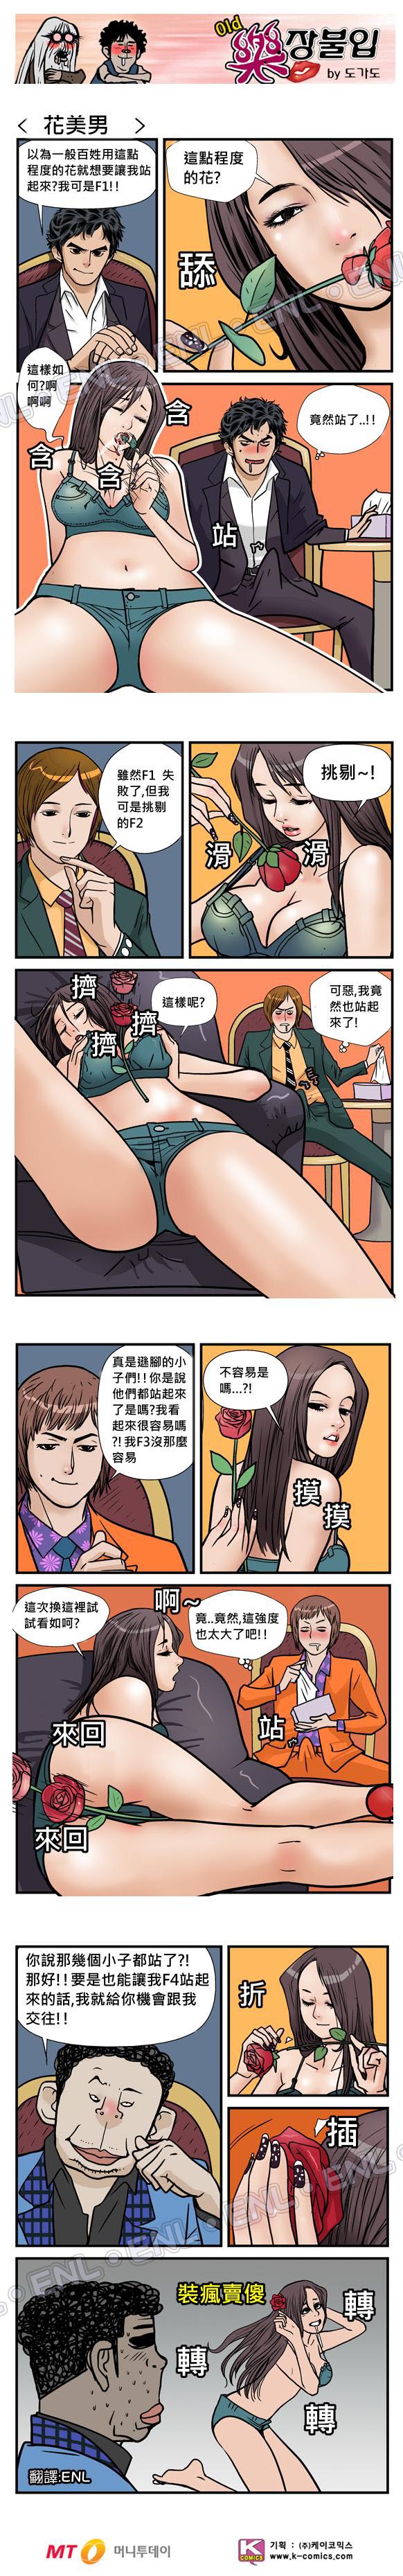 Old
樂장불입
by 도가도
< 花美男 >
以為一般百姓用這點
程度的花就想要讓我站
起來?我可是F1!!
這點程度
的花?
舔
這樣如
何?啊
啊啊
含
含
含
竟然站了..!!
站
雖然F1 失
敗了,但我
可是挑剔
的F2
挑剔~!
滑
滑
擠
擠
擠
這樣呢?
可惡,我竟
然也站起
來了!
真是遜腳的小
子們!!你是說
他們都站起來
了是嗎?我看
起來很容易嗎
?!我F3沒那麼
容易
不容易是
嗎...?!
摸
摸
這次換這裡試
試看如何?
啊~
竟..竟然,這強度
也太大了吧!!
站
來回
來回
你說那幾個小子都站了?!
那好!!要是也能讓我F4站起
來的話,我就給你機會跟我
交往!!
折
插
裝瘋賣傻
轉
轉
轉
翻譯:ENL
MTO 머니투데이
K COMICS
기획 : (주)케이코믹스
www.k-comics.com
ENL